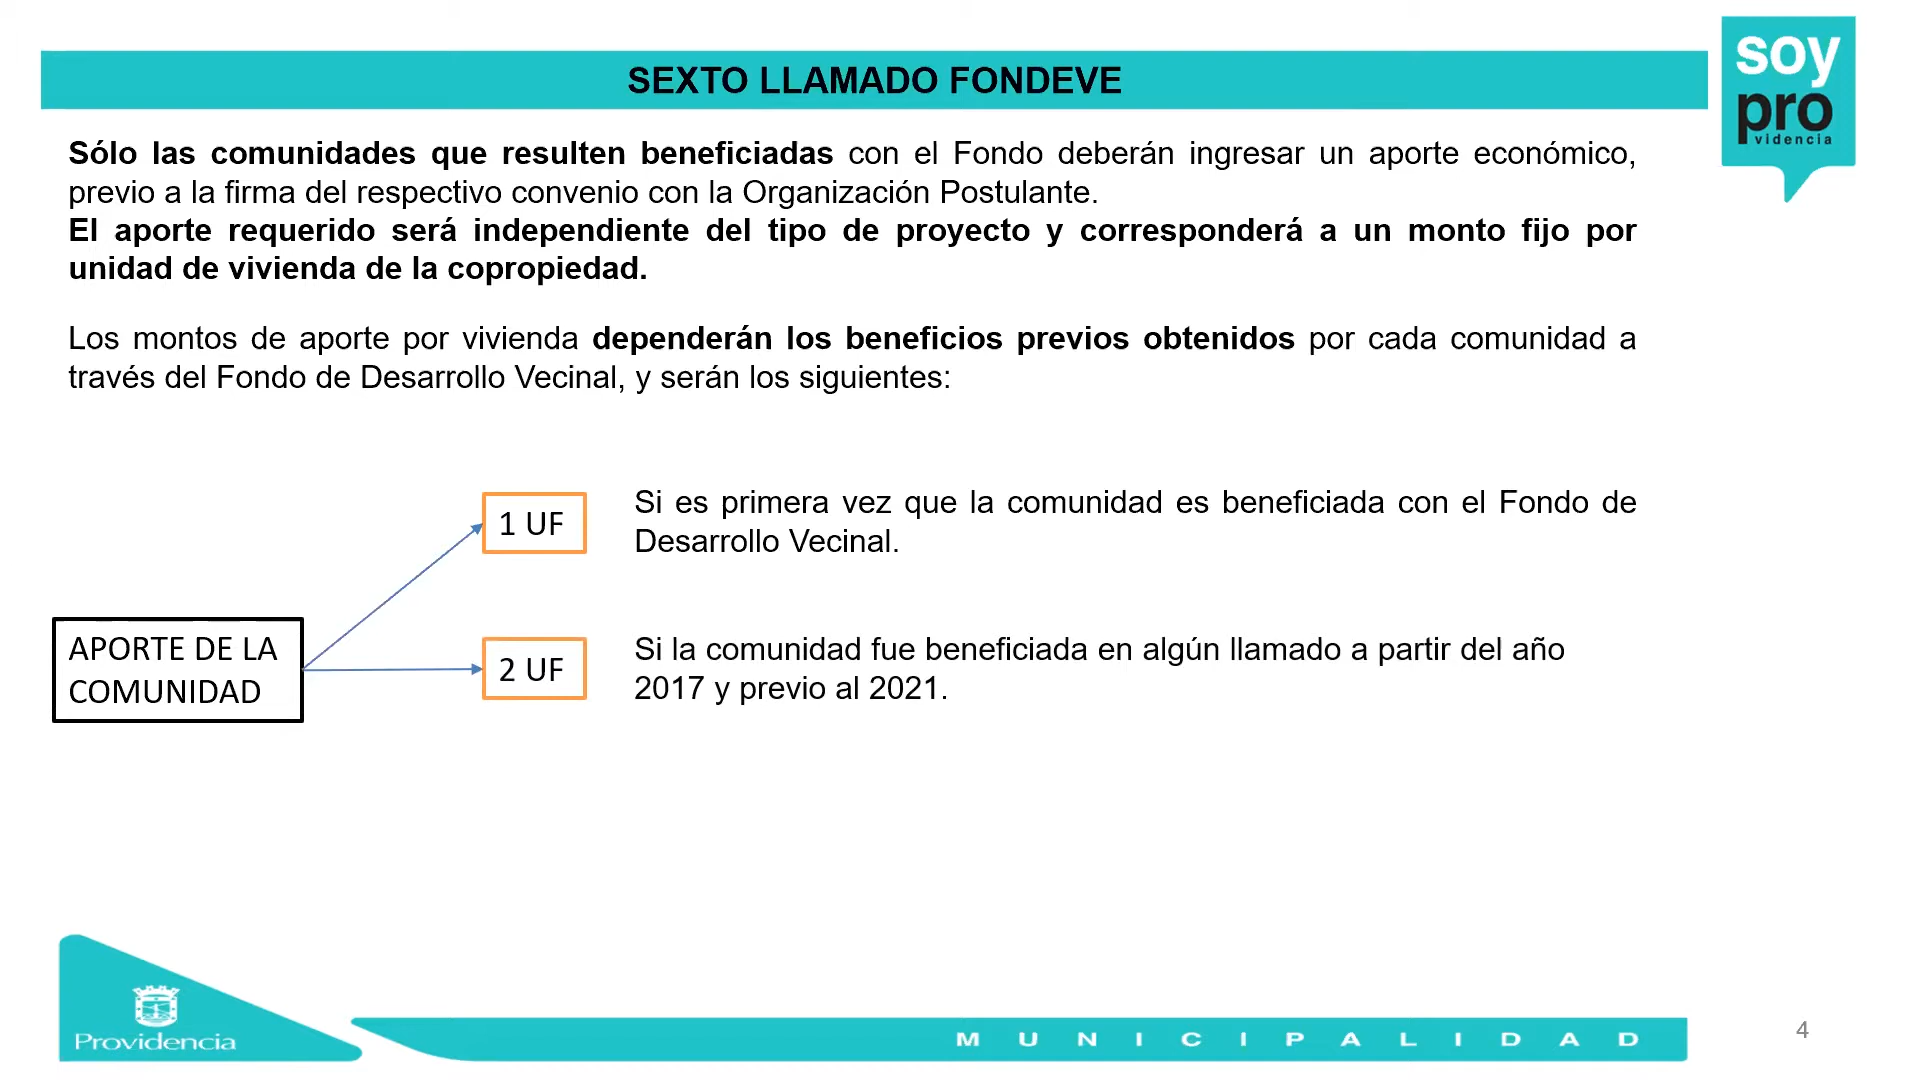 SEXTO LLAMADO FONDEVE
soy
pro
videncia
Sólo las comunidades que resulten beneficiadas con el Fondo deberán ingresar un aporte económico,
previo a la firma del respectivo convenio con la Organización Postulante.
El aporte requerido será independiente del tipo de proyecto y corresponderá a un monto fijo por
unidad de vivienda de la copropiedad.
Los montos de aporte por vivienda dependerán los beneficios previos obtenidos por cada comunidad a
través del Fondo de Desarrollo Vecinal, y serán los siguientes:
1 UF
Si es primera vez que la comunidad es beneficiada con el Fondo de
Desarrollo Vecinal.
APORTE DE LA
COMUNIDAD
2 UF
Si la comunidad fue beneficiada en algún llamado a partir del año
2017 y previo al 2021.
Providencia
MUNICIPALIDAD
4